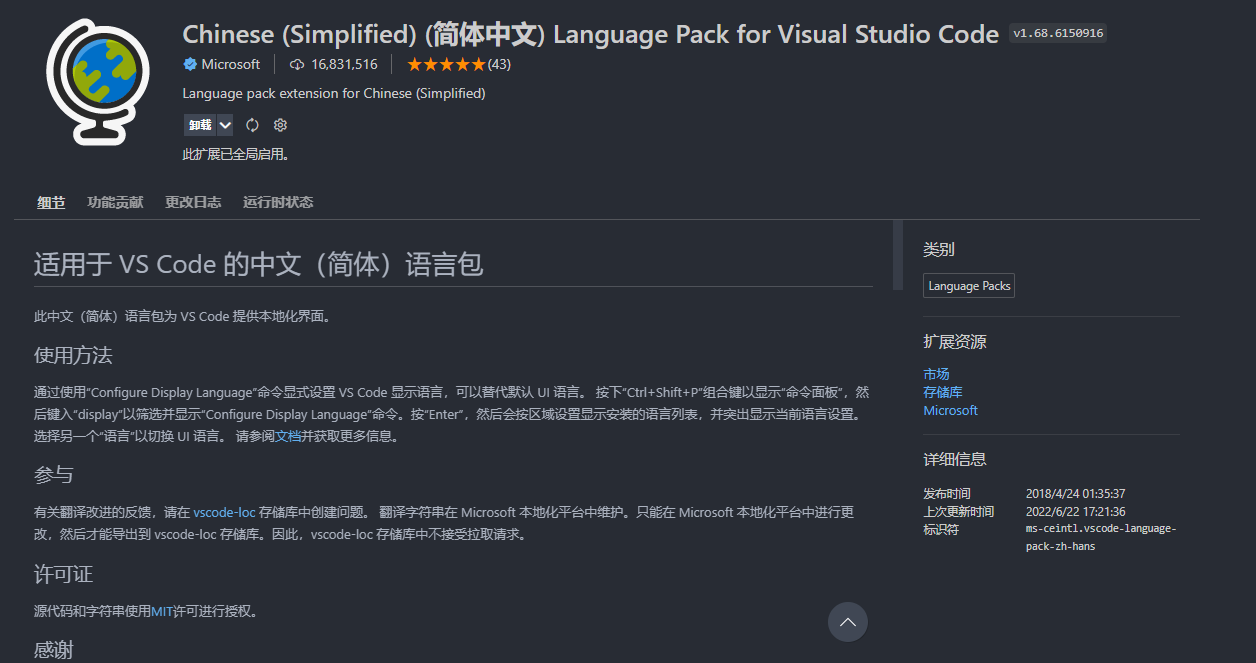 Chinese (Simplified) (简体中文) Language Pack for Visual Studio Code v1.68.6150916
Microsoft 16,831,516 (43)
Language pack extension for Chinese (Simplified)
卸载
此扩展已全局启用。
细节 功能贡献 更改日志 运行时状态
适用于 VS Code 的中文（简体）语言包
此中文（简体）语言包为 VS Code 提供本地化界面。
使用方法
通过使用“Configure Display Language”命令显式设置 VS Code 显示语言，可以替代默认 UI 语言。 按下“Ctrl+Shift+P”组合键以显示“命令面板”，然
后键入“display”以筛选并显示“Configure Display Language”命令。按“Enter”，然后会按区域设置显示安装的语言列表，并突出显示当前语言设置。
选择另一个“语言”以切换 UI 语言。 请参阅文档并获取更多信息。
参与
有关翻译改进的反馈，请在 vscode-loc 存储库中创建问题。 翻译字符串在 Microsoft 本地化平台中维护。只能在 Microsoft 本地化平台中进行更
改，然后才能导出到 vscode-loc 存储库。因此，vscode-loc 存储库中不接受拉取请求。
许可证
源代码和字符串使用MIT许可进行授权。
感谢
类别
Language Packs
扩展资源
市场
存储库
Microsoft
详细信息
发布时间 2018/4/24 01:35:37
上次更新时间 2022/6/22 17:21:36
标识符 ms-ceintl.vscode-language-
pack-zh-hans